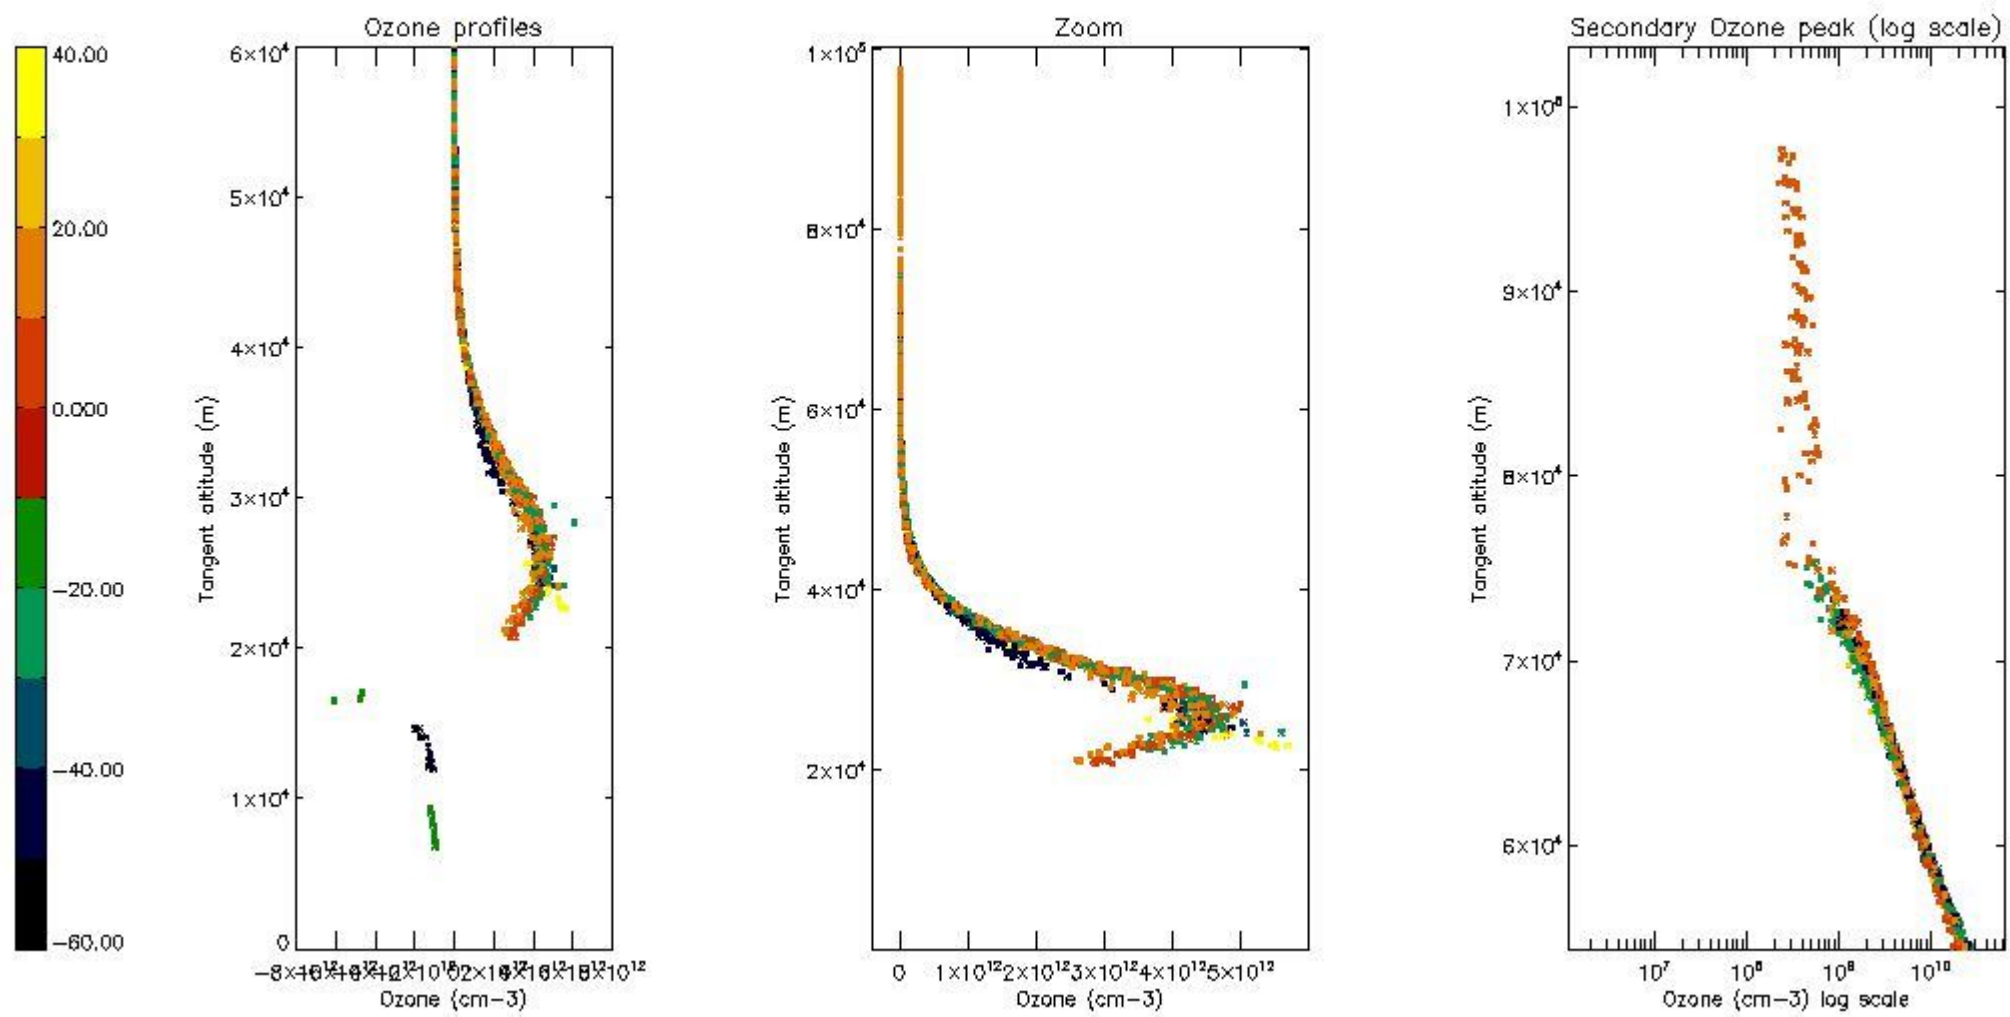 Ozone profiles
Zoom
Secondary Ozone peak (log scale)
40.00
20.00
0.000
−20.00
−40.00
−60.00
6×10⁴
5×10⁴
4×10⁴
3×10⁴
2×10⁴
1×10⁴
0
Tangent altitude (m)
Ozone (cm−3)
1×10⁵
8×10⁴
6×10⁴
4×10⁴
2×10⁴
Tangent altitude (m)
0 1×10¹² 2×10¹² 3×10¹² 4×10¹² 5×10¹²
Ozone (cm−3)
9×10⁴
8×10⁴
7×10⁴
6×10⁴
Tangent altitude (m)
10⁷ 10⁸ 10⁹ 10¹⁰
Ozone (cm−3) log scale